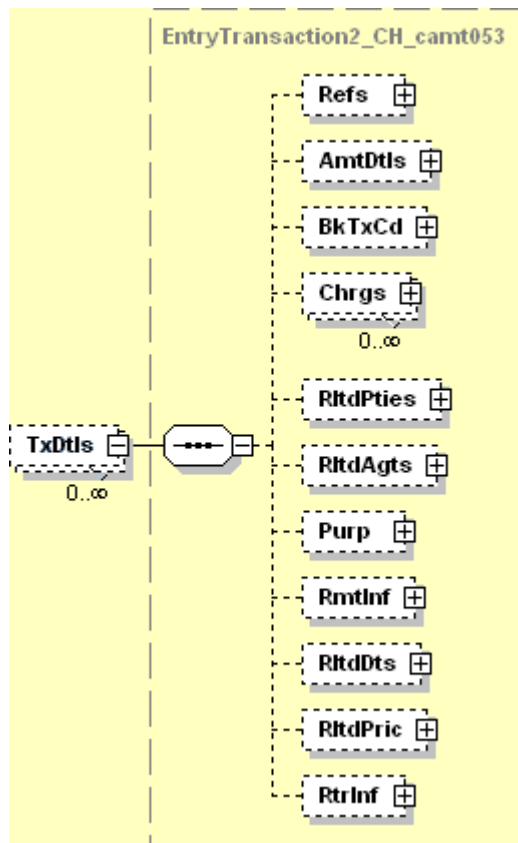 EntryTransaction2_CH_camt053
Refs
AmtDtls
BkTxCd
Chrgs
0..∞
RltdPties
TxDtls
0..∞
RltdAgts
Purp
RmtInf
RltdDts
RltdPric
RtrInf